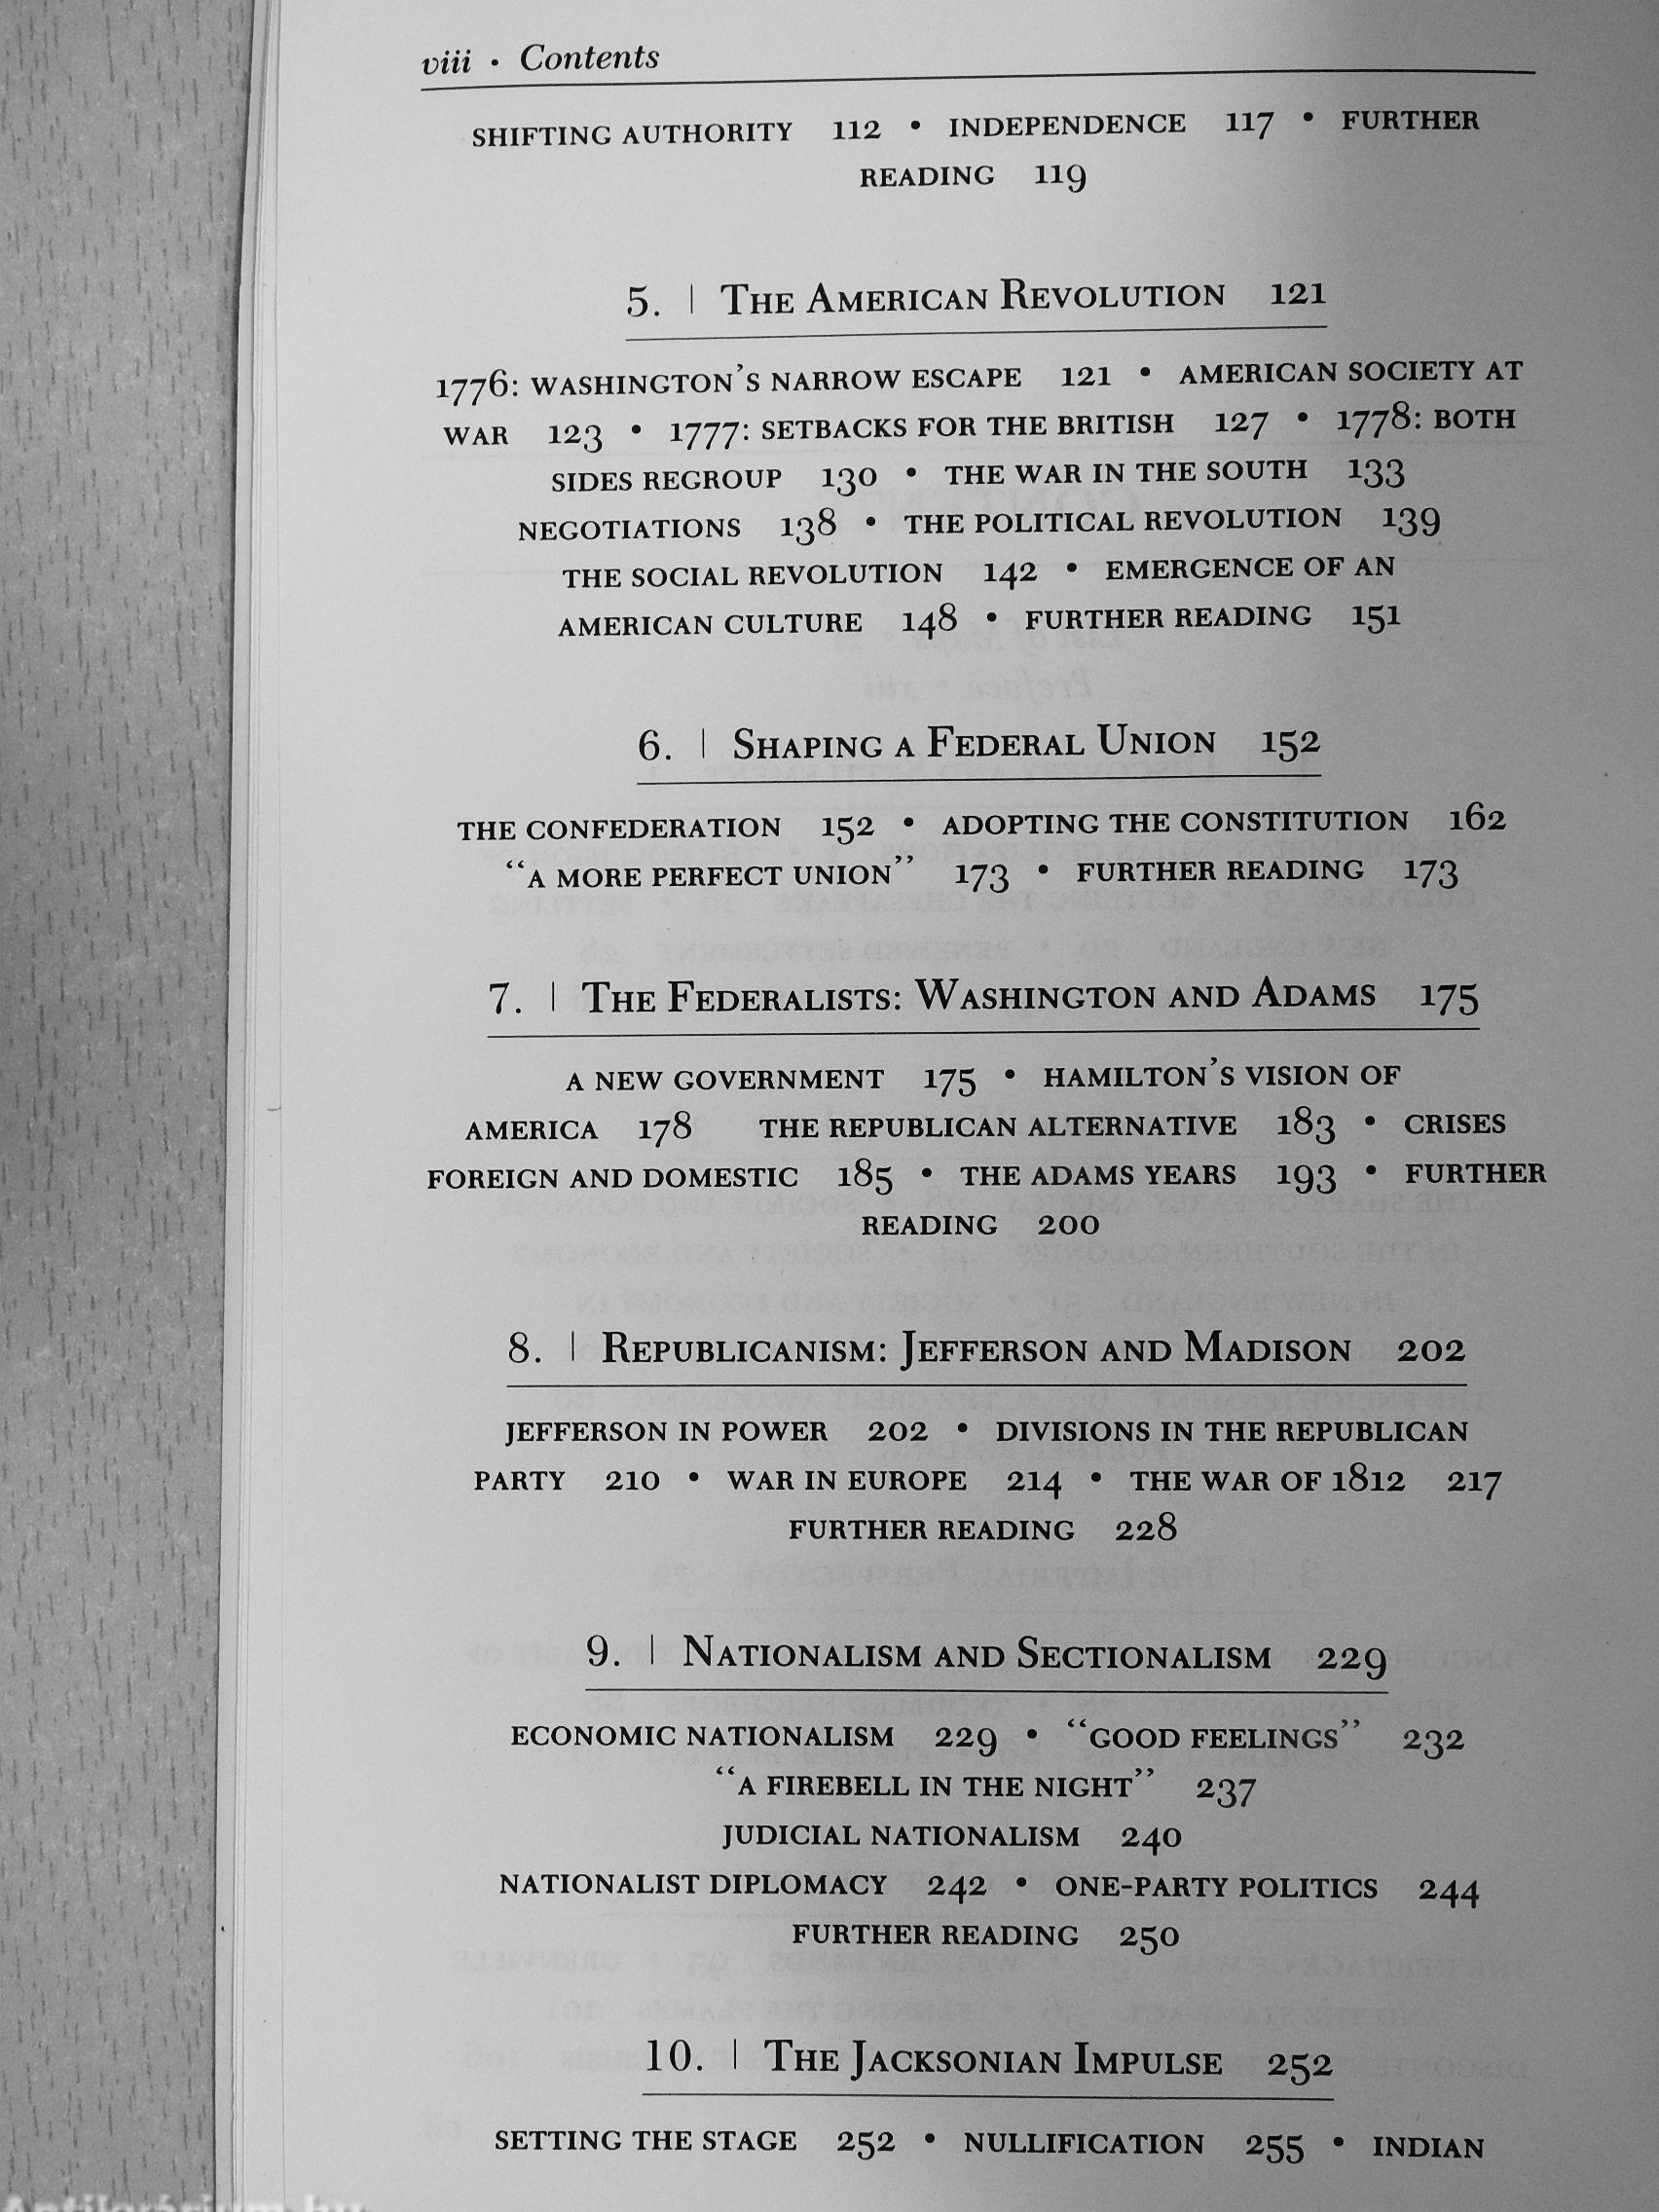 viii • Contents
SHIFTING AUTHORITY 112 • INDEPENDENCE 117 • FURTHER
READING 119
5. | THE AMERICAN REVOLUTION 121
1776: WASHINGTON'S NARROW ESCAPE 121 • AMERICAN SOCIETY AT
WAR 123 • 1777: SETBACKS FOR THE BRITISH 127 • 1778: BOTH
SIDES REGROUP 130 • THE WAR IN THE SOUTH 133
NEGOTIATIONS 138 • THE POLITICAL REVOLUTION 139
THE SOCIAL REVOLUTION 142 • EMERGENCE OF AN
AMERICAN CULTURE 148 • FURTHER READING 151
6. | SHAPING A FEDERAL UNION 152
THE CONFEDERATION 152 • ADOPTING THE CONSTITUTION 162
"A MORE PERFECT UNION" 173 • FURTHER READING 173
7. | THE FEDERALISTS: WASHINGTON AND ADAMS 175
A NEW GOVERNMENT 175 • HAMILTON'S VISION OF
AMERICA 178 THE REPUBLICAN ALTERNATIVE 183 • CRISES
FOREIGN AND DOMESTIC 185 • THE ADAMS YEARS 193 • FURTHER
READING 200
8. | REPUBLICANISM: JEFFERSON AND MADISON 202
JEFFERSON IN POWER 202 • DIVISIONS IN THE REPUBLICAN
PARTY 210 • WAR IN EUROPE 214 • THE WAR OF 1812 217
FURTHER READING 228
9. | NATIONALISM AND SECTIONALISM 229
ECONOMIC NATIONALISM 229 • "GOOD FEELINGS" 232
"A FIREBELL IN THE NIGHT" 237
JUDICIAL NATIONALISM 240
NATIONALIST DIPLOMACY 242 • ONE-PARTY POLITICS 244
FURTHER READING 250
10. | THE JACKSONIAN IMPULSE 252
SETTING THE STAGE 252 • NULLIFICATION 255 • INDIAN